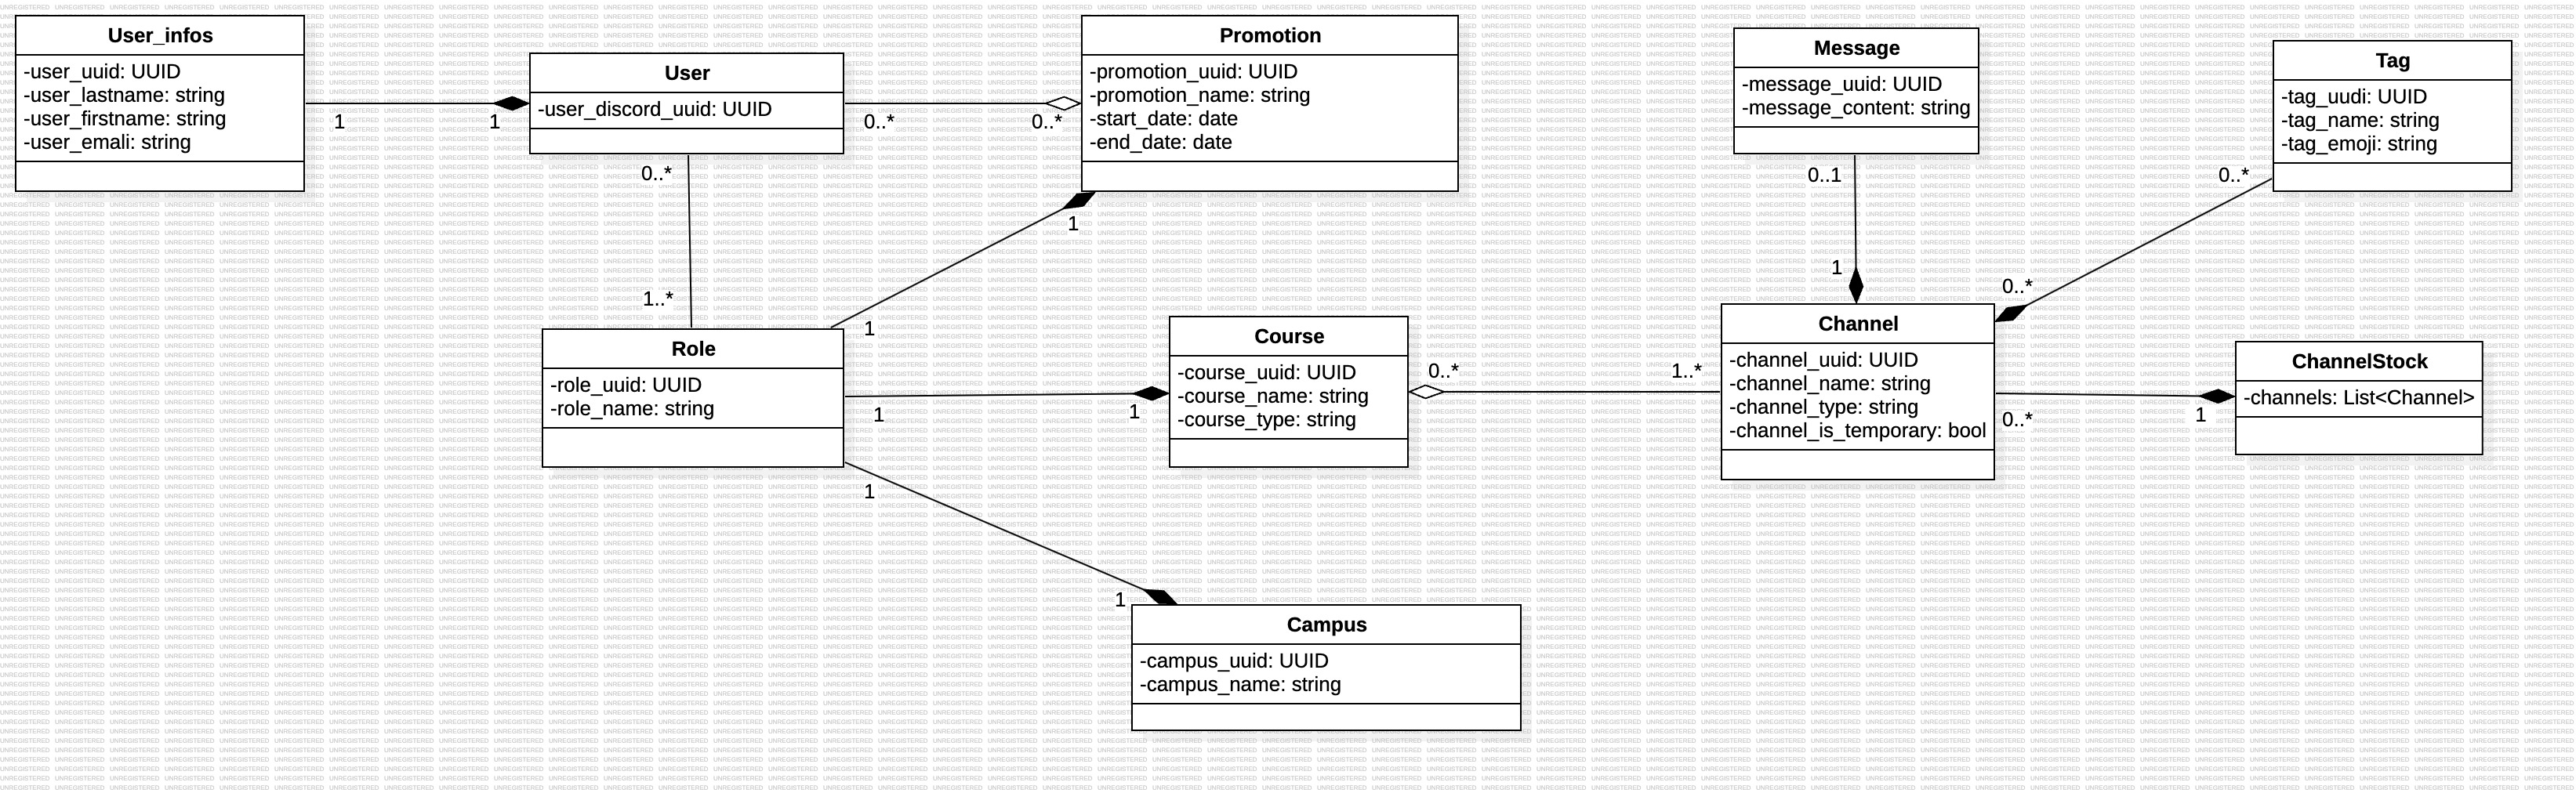 User_infos
-user_uuid: UUID
-user_lastname: string
-user_firstname: string
-user_emali: string
1
1
User
-user_discord_uuid: UUID
0..*
0..*
Promotion
-promotion_uuid: UUID
-promotion_name: string
-start_date: date
-end_date: date
0..*
1..*
1
1
Role
-role_uuid: UUID
-role_name: string
1
1
Course
-course_uuid: UUID
-course_name: string
-course_type: string
0..*
1..*
1
1
Campus
-campus_uuid: UUID
-campus_name: string
Message
-message_uuid: UUID
-message_content: string
0..1
1
Tag
-tag_uudi: UUID
-tag_name: string
-tag_emoji: string
0..*
0..*
Channel
-channel_uuid: UUID
-channel_name: string
-channel_type: string
-channel_is_temporary: bool
0..*
1
ChannelStock
-channels: List<Channel>
UNREGISTERED